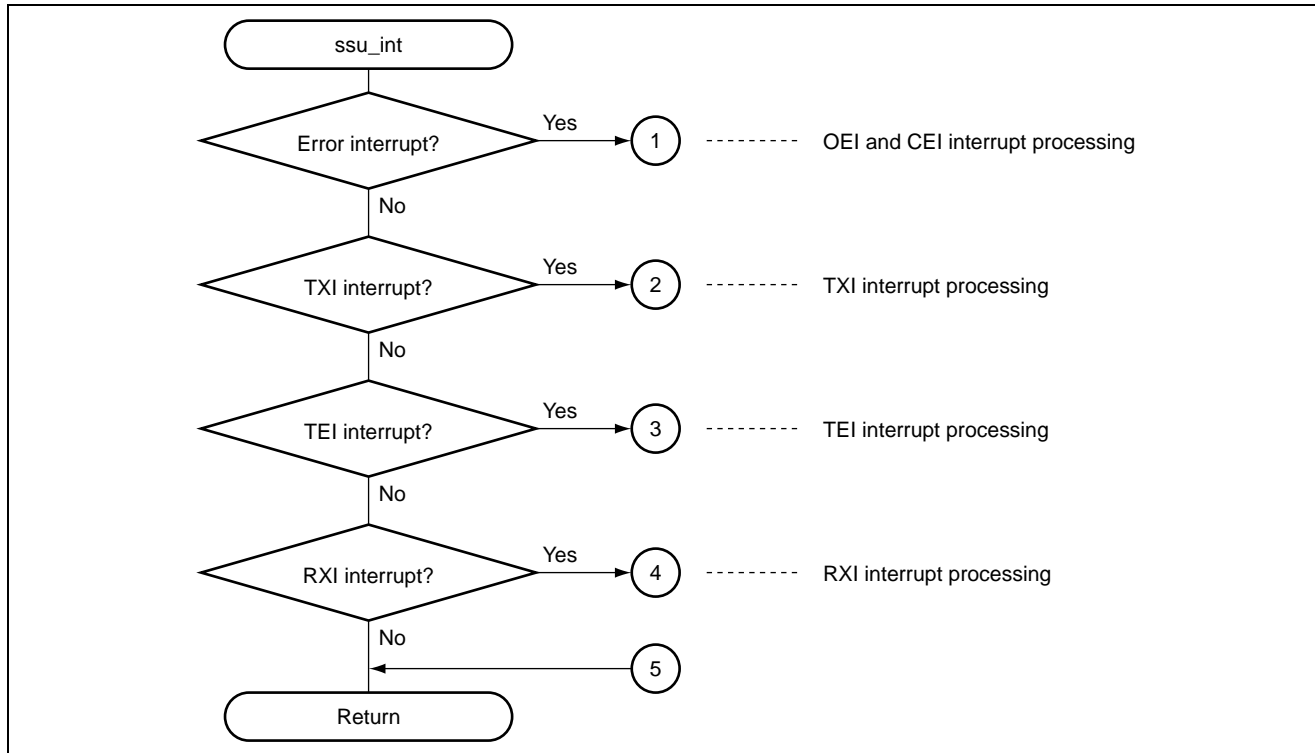 ssu_int
Error interrupt?
Yes
1
OEI and CEI interrupt processing
No
TXI interrupt?
Yes
2
TXI interrupt processing
No
TEI interrupt?
Yes
3
TEI interrupt processing
No
RXI interrupt?
Yes
4
RXI interrupt processing
No
5
Return